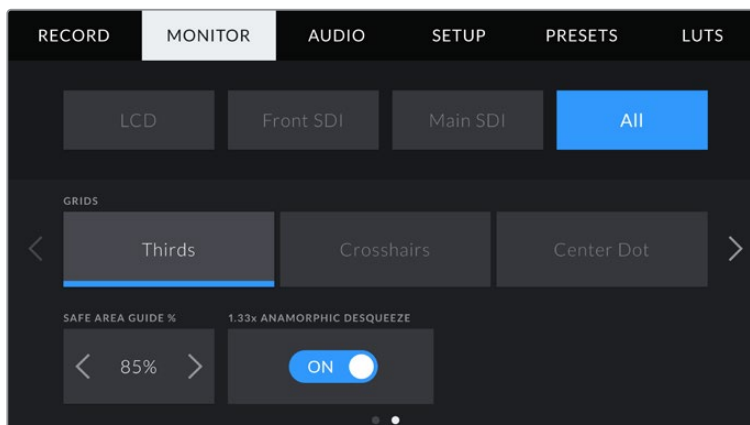 RECORD MONITOR AUDIO SETUP PRESETS LUTS
LCD Front SDI Main SDI All
GRIDS
Thirds Crosshairs Center Dot
SAFE AREA GUIDE % 1.33x ANAMORPHIC DESQUEEZE
85% ON